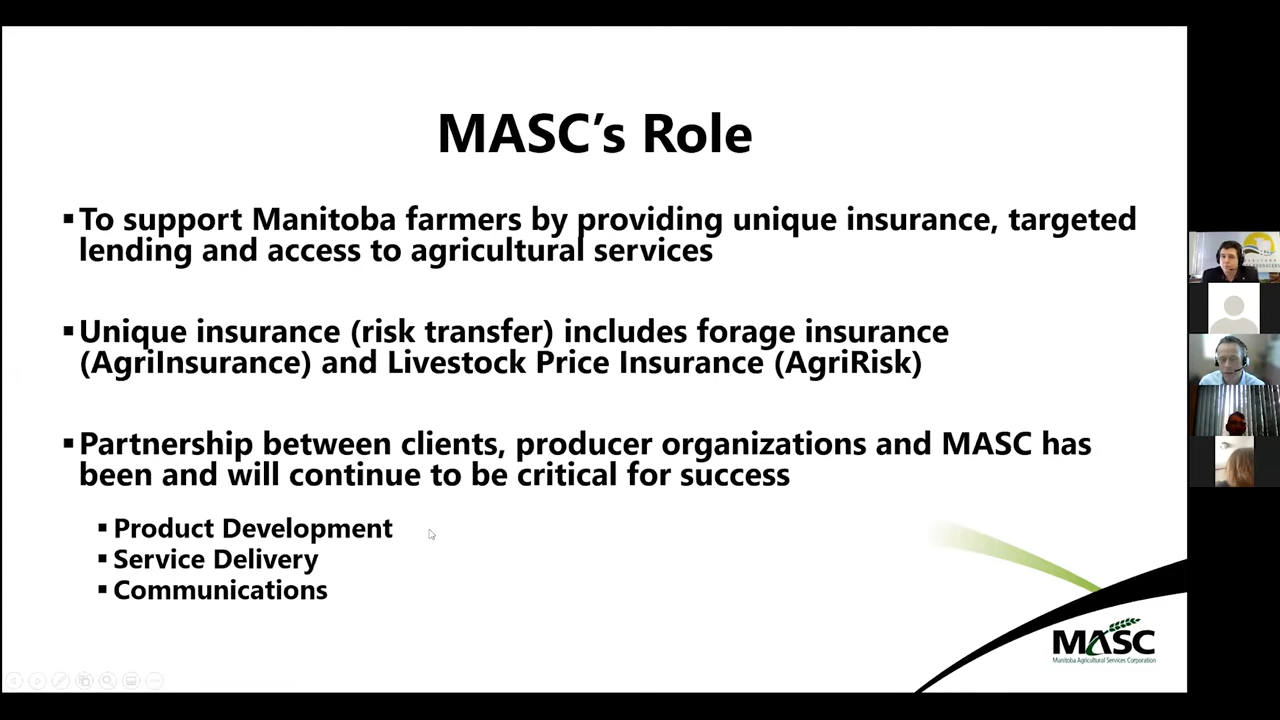 MASC’s Role
▪To support Manitoba farmers by providing unique insurance, targeted
lending and access to agricultural services
▪Unique insurance (risk transfer) includes forage insurance
(AgriInsurance) and Livestock Price Insurance (AgriRisk)
▪Partnership between clients, producer organizations and MASC has
been and will continue to be critical for success
▪Product Development
▪Service Delivery
▪Communications
MASC
Manitoba Agricultural Services Corporation